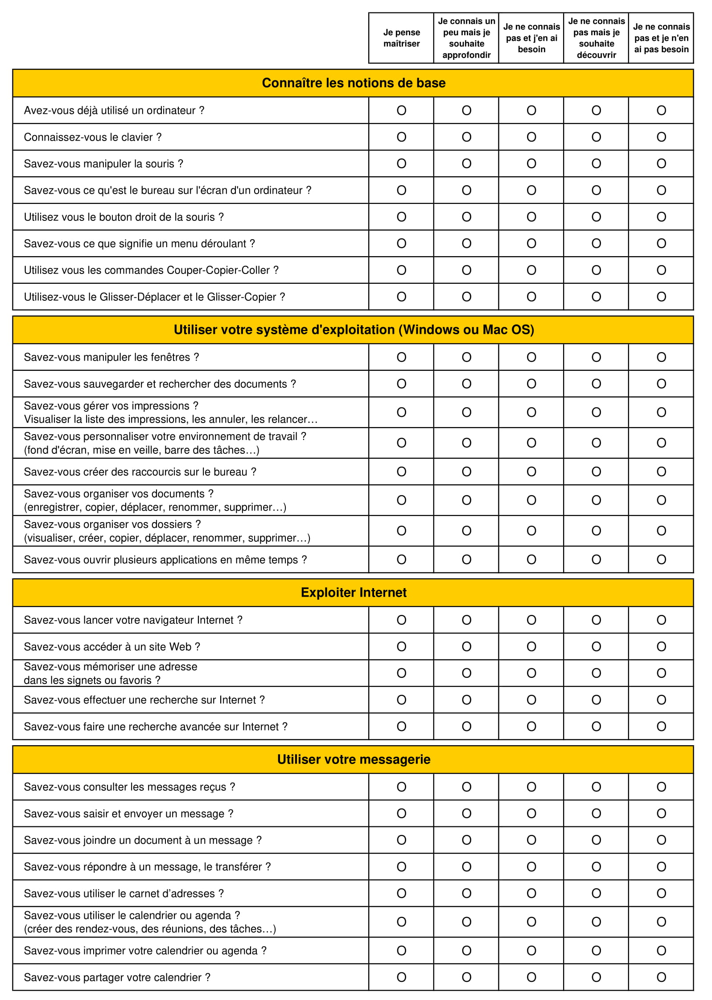 Je pense
maîtriser
Je connais un
peu mais je
souhaite
approfondir
Je ne connais
pas et j'en ai
besoin
Je ne connais
pas mais je
souhaite
découvrir
Je ne connais
pas et je n'en
ai pas besoin
Connaître les notions de base
Avez-vous déjà utilisé un ordinateur ? O O O O O
Connaissez-vous le clavier ? O O O O O
Savez-vous manipuler la souris ? O O O O O
Savez-vous ce qu'est le bureau sur l'écran d'un ordinateur ? O O O O O
Utilisez vous le bouton droit de la souris ? O O O O O
Savez-vous ce que signifie un menu déroulant ? O O O O O
Utilisez vous les commandes Couper-Copier-Coller ? O O O O O
Utilisez-vous le Glisser-Déplacer et le Glisser-Copier ? O O O O O
Utiliser votre système d'exploitation (Windows ou Mac OS)
Savez-vous manipuler les fenêtres ? O O O O O
Savez-vous sauvegarder et rechercher des documents ? O O O O O
Savez-vous gérer vos impressions ?
Visualiser la liste des impressions, les annuler, les relancer… O O O O O
Savez-vous personnaliser votre environnement de travail ?
(fond d'écran, mise en veille, barre des tâches…) O O O O O
Savez-vous créer des raccourcis sur le bureau ? O O O O O
Savez-vous organiser vos documents ?
(enregistrer, copier, déplacer, renommer, supprimer…) O O O O O
Savez-vous organiser vos dossiers ?
(visualiser, créer, copier, déplacer, renommer, supprimer…) O O O O O
Savez-vous ouvrir plusieurs applications en même temps ? O O O O O
Exploiter Internet
Savez-vous lancer votre navigateur Internet ? O O O O O
Savez-vous accéder à un site Web ? O O O O O
Savez-vous mémoriser une adresse
dans les signets ou favoris ? O O O O O
Savez-vous effectuer une recherche sur Internet ? O O O O O
Savez-vous faire une recherche avancée sur Internet ? O O O O O
Utiliser votre messagerie
Savez-vous consulter les messages reçus ? O O O O O
Savez-vous saisir et envoyer un message ? O O O O O
Savez-vous joindre un document à un message ? O O O O O
Savez-vous répondre à un message, le transférer ? O O O O O
Savez-vous utiliser le carnet d’adresses ? O O O O O
Savez-vous utiliser le calendrier ou agenda ?
(créer des rendez-vous, des réunions, des tâches…) O O O O O
Savez-vous imprimer votre calendrier ou agenda ? O O O O O
Savez-vous partager votre calendrier ? O O O O O